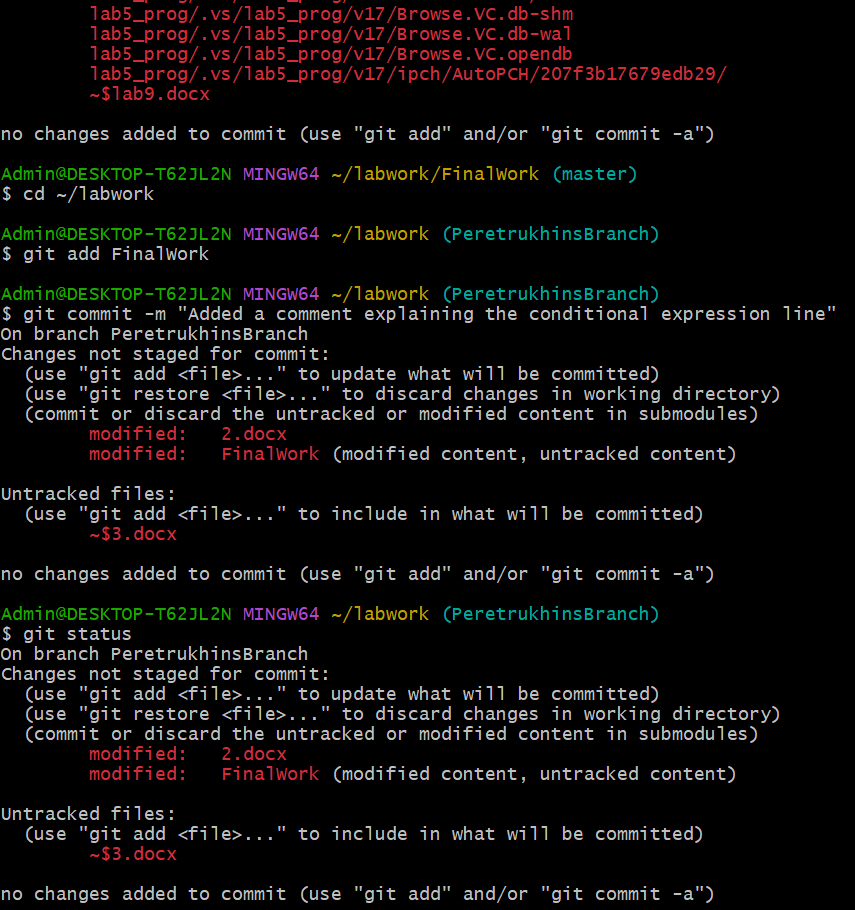 lab5_prog/.vs/lab5_prog/v17/Browse.VC.db-shm
lab5_prog/.vs/lab5_prog/v17/Browse.VC.db-wal
lab5_prog/.vs/lab5_prog/v17/Browse.VC.opendb
lab5_prog/.vs/lab5_prog/v17/ipch/AutoPCH/207f3b17679edb29/
~$lab9.docx
no changes added to commit (use "git add" and/or "git commit -a")
Admin@DESKTOP-T62JL2N MINGW64 ~/labwork/FinalWork (master)
$ cd ~/labwork
Admin@DESKTOP-T62JL2N MINGW64 ~/labwork (PeretrukhinsBranch)
$ git add FinalWork
Admin@DESKTOP-T62JL2N MINGW64 ~/labwork (PeretrukhinsBranch)
$ git commit -m "Added a comment explaining the conditional expression line"
On branch PeretrukhinsBranch
Changes not staged for commit:
(use "git add <file>..." to update what will be committed)
(use "git restore <file>..." to discard changes in working directory)
(commit or discard the untracked or modified content in submodules)
modified: 2.docx
modified: FinalWork (modified content, untracked content)
Untracked files:
(use "git add <file>..." to include in what will be committed)
~$3.docx
no changes added to commit (use "git add" and/or "git commit -a")
Admin@DESKTOP-T62JL2N MINGW64 ~/labwork (PeretrukhinsBranch)
$ git status
On branch PeretrukhinsBranch
Changes not staged for commit:
(use "git add <file>..." to update what will be committed)
(use "git restore <file>..." to discard changes in working directory)
(commit or discard the untracked or modified content in submodules)
modified: 2.docx
modified: FinalWork (modified content, untracked content)
Untracked files:
(use "git add <file>..." to include in what will be committed)
~$3.docx
no changes added to commit (use "git add" and/or "git commit -a")